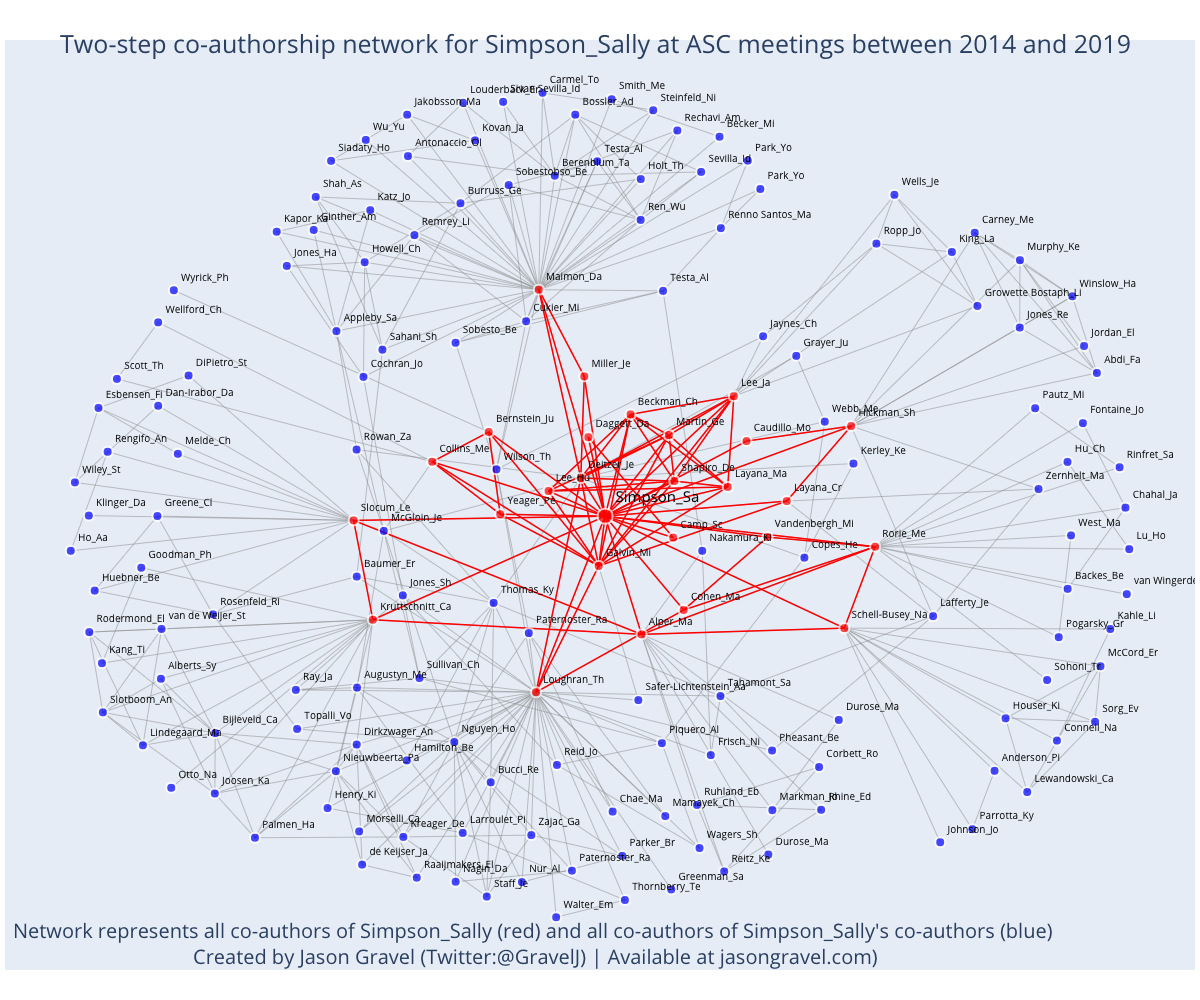 Two-step co-authorship network for Simpson_Sally at ASC meetings between 2014 and 2019
Carmel_To
Smith_Me
Sivan Sevilla_Id
Steinfeld_Ni
Jakobsson_Ma
Bossler_Ad
Rechavi_Am
Becker_Mi
Wu_Yu
Kovan_Ja
Antonaccio_Ol
Siadaty_Ho
Testa_Al
Park_Yo
Berenblum_Ta
Holt_Th
Sevilla_Id
Sobestobso_Be
Park_Yo
Shah_As
Katz_Jo
Burruss_Ge
Wells_Je
Kapor_Ka
Ginther_Am
Remrey_Li
Ren_Wu
Renno Santos_Ma
Carney_Me
Ropp_Jo
King_La
Murphy_Ke
Jones_Ha
Howell_Ch
Wyrick_Ph
Maimon_Da
Testa_Al
Winslow_Ha
Growette Bostaph_Li
Wellford_Ch
Appleby_Sa
Cukier_Mi
Jones_Re
Sahani_Sh
Sobesto_Be
Jaynes_Ch
Jordan_El
Grayer_Ju
Abdi_Fa
Scott_Th
DiPietro_St
Cochran_Jo
Miller_Je
Lee_Ja
Esbensen_Fi
Dan-Irabor_Da
Beckman_Ch
Pautz_Mi
Bernstein_Ju
Daggett_Da
Martin_Ge
Caudillo_Mo
Webb_Me
Hickman_Sh
Fontaine_Jo
Rengifo_An
Melde_Ch
Rowan_Za
Collins_Me
Wilson_Th
Kerley_Ke
Hu_Ch
Rinfret_Sa
Wiley_St
Lee_Hu
Deitzer_Je
Shapiro_De
Layana_Ma
Zernhelt_Ma
Klinger_Da
Greene_Cl
Slocum_Le
Yeager_Pe
Simpson_Sa
Layana_Cr
Chahal_Ja
McGloin_Je
Camp_Sc
Vandenbergh_Mi
West_Ma
Ho_Aa
Nakamura_K
Copes_He
Rorie_Me
Lu_Ho
Goodman_Ph
Baumer_Er
Galvin_Mi
Huebner_Be
Jones_Sh
Thomas_Ky
Backes_Be
van Wingerde
Rosenfeld_Ri
Kruttschnitt_Ca
Cohen_Ma
Schell-Busey_Na
Lafferty_Je
Kahle_Li
Rodermond_El
van de Weijer_St
Paternoster_Ra
Alper_Ma
Pogarsky_Gr
Kang_Ti
Alberts_Sy
Sullivan_Ch
McCord_Er
Ray_Ja
Augustyn_Me
Loughran_Th
Safer-Lichtenstein_Aa
Tahamont_Sa
Sohoni_Tr
Slotboom_An
Topalli_Vo
Durose_Ma
Houser_Ki
Sorg_Ev
Lindegaard_Ma
Bijleveld_Ca
Dirkzwager_An
Nguyen_Ho
Piquero_Al
Frisch_Ni
Pheasant_Be
Connell_Na
Hamilton_Be
Nieuwbeerta_Pa
Reid_Jo
Corbett_Ro
Otto_Na
Joosen_Ka
Bucci_Re
Anderson_Pi
Lewandowski_Ca
Henry_Ki
Chae_Ma
Mamayek_Ch
Ruhland_Eb
Markman_Jo
Rhine_Ed
Palmen_Ha
Morselli_Ca
Kreager_De
Larroulet_Pi
Zajac_Ga
Parrotta_Ky
Johnson_Jo
de Keijser_Ja
Parker_Br
Wagers_Sh
Durose_Ma
Raaijmakers_El
Nagin_Da
Nur_Al
Paternoster_Ra
Reitz_Ke
Staff_Je
Thornberry_Te
Greenman_Sa
Walter_Em
Network represents all co-authors of Simpson_Sally (red) and all co-authors of Simpson_Sally's co-authors (blue)
Created by Jason Gravel (Twitter:@GravelJ) | Available at jasongravel.com)